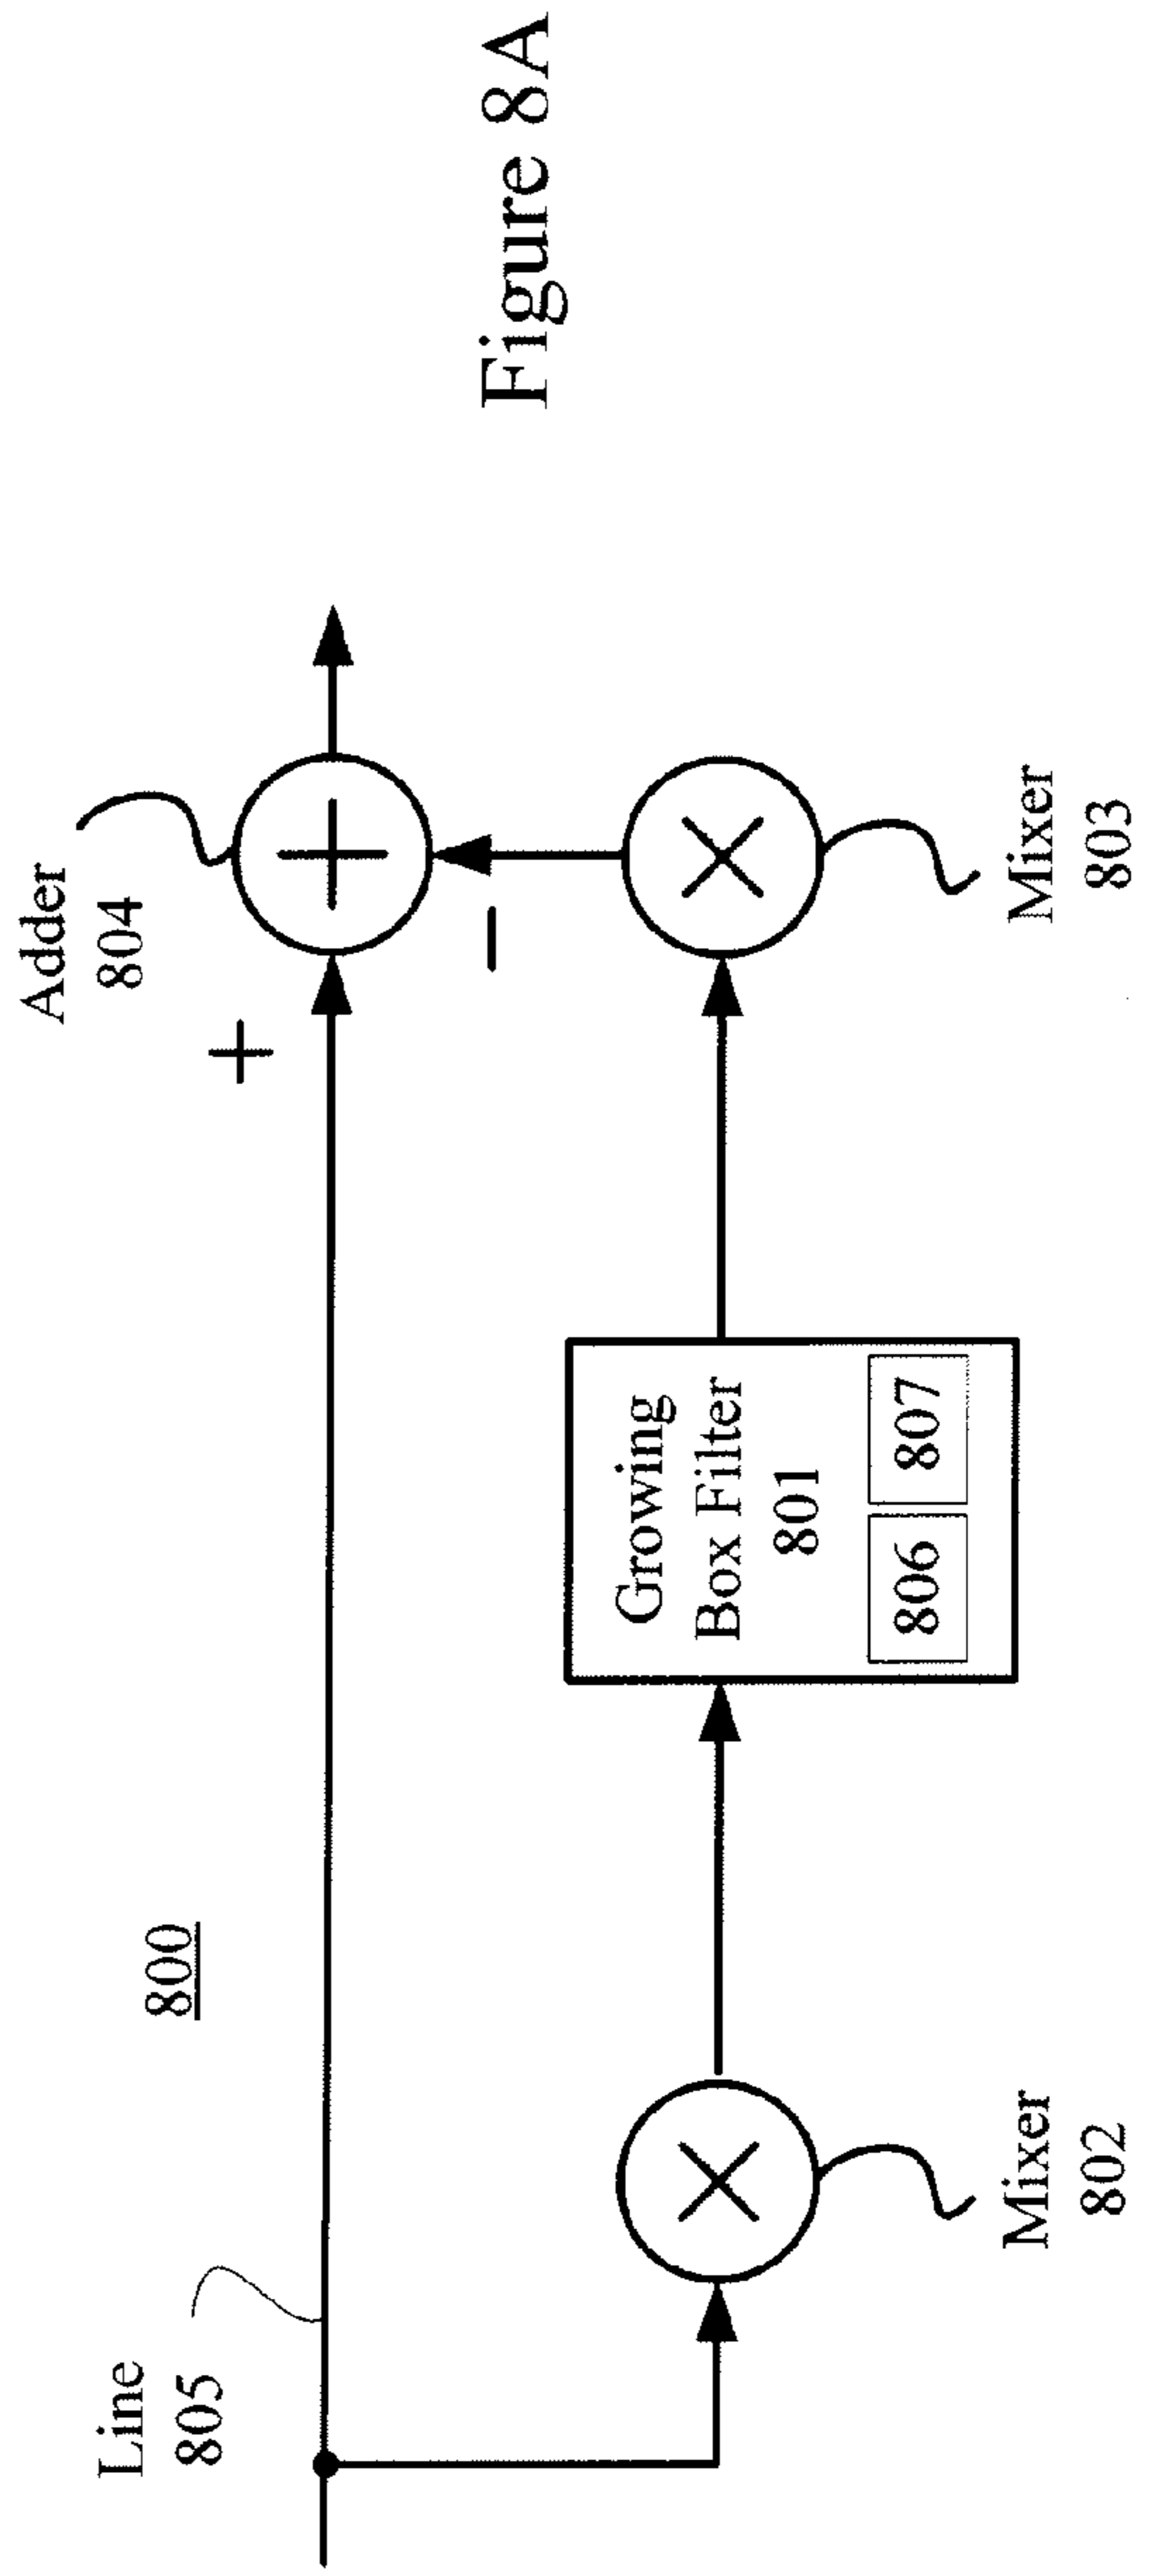 800
Line
805
Adder
804
+
−
Growing
Box Filter
801
806 807
Mixer
802
Mixer
803
Figure 8A